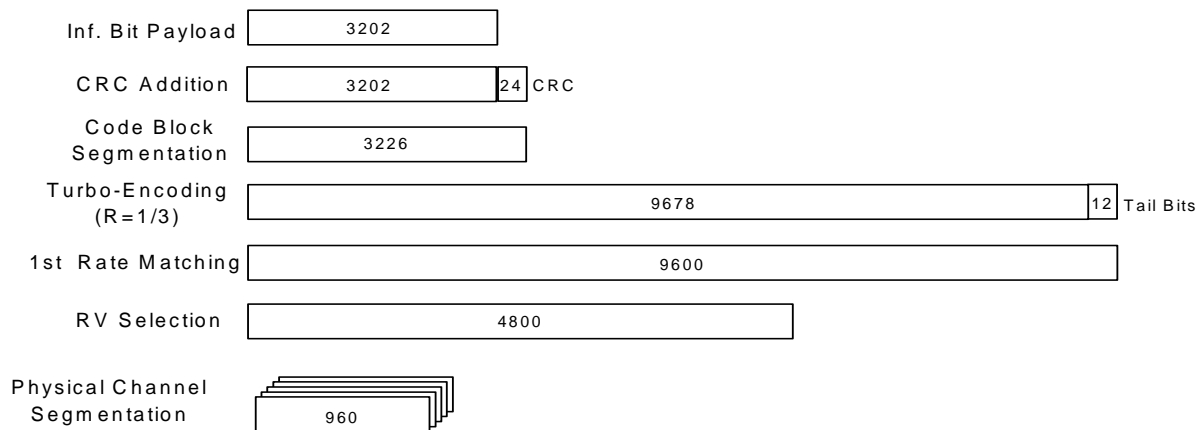 Inf. Bit Payload 3202
CRC Addition 3202 24 CRC
Code Block
Segmentation 3226
Turbo-Encoding
(R=1/3) 9678 12 Tail Bits
1st Rate Matching 9600
RV Selection 4800
Physical Channel
Segmentation 960